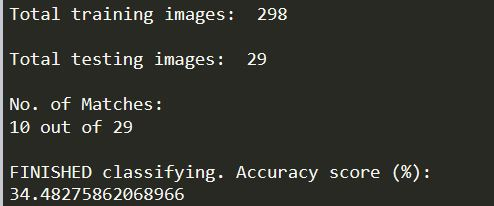 Total training images:  298
Total testing images:  29
No. of Matches:
10 out of 29
FINISHED classifying. Accuracy score (%):
34.48275862068966